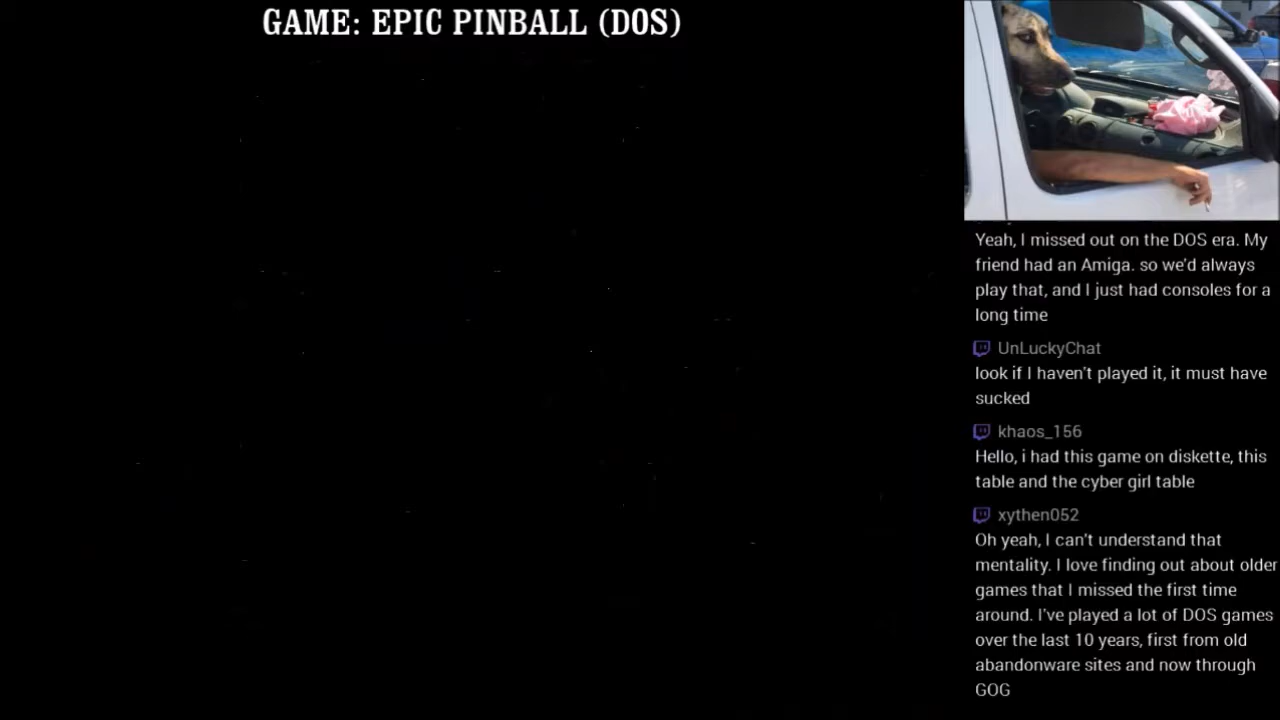 GAME: EPIC PINBALL (DOS)
Yeah, I missed out on the DOS era. My
friend had an Amiga. so we'd always
play that, and I just had consoles for a
long time
UnLuckyChat
look if I haven't played it, it must have
sucked
khaos_156
Hello, i had this game on diskette, this
table and the cyber girl table
xythen052
Oh yeah, I can't understand that
mentality. I love finding out about older
games that I missed the first time
around. I've played a lot of DOS games
over the last 10 years, first from old
abandonware sites and now through
GOG